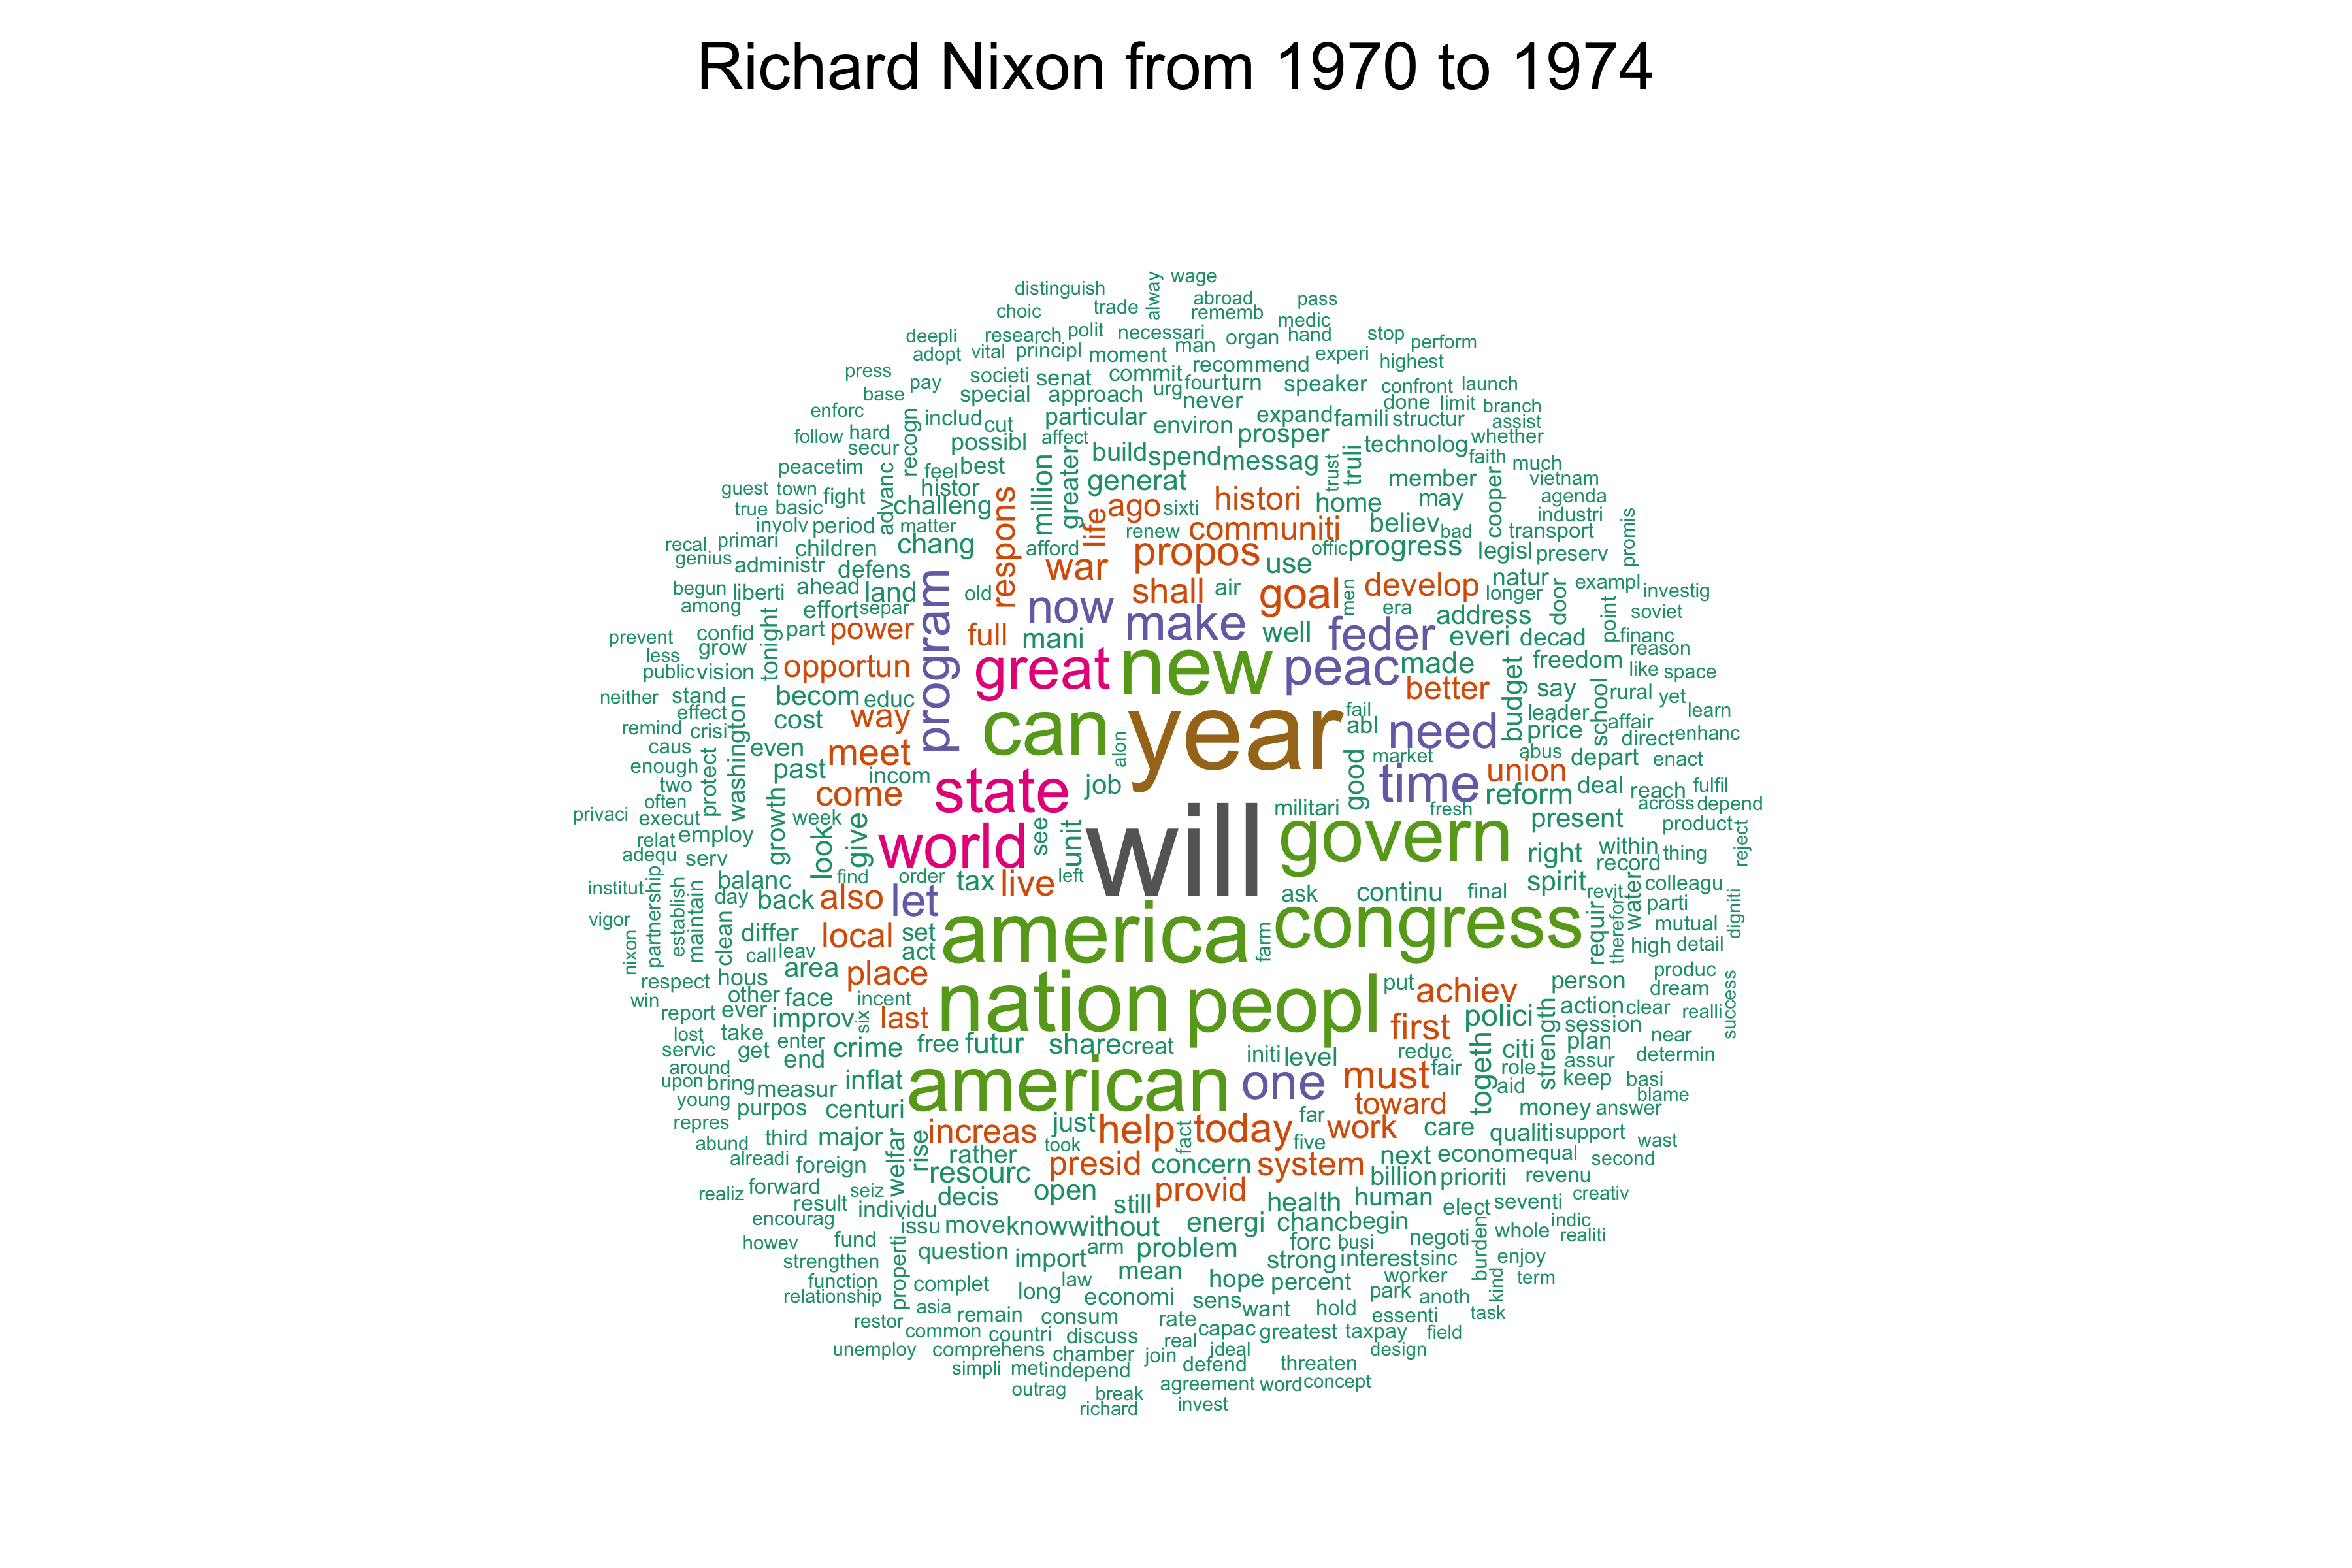 Richard Nixon from 1970 to 1974
distinguish alway wage
choic trade abroad rememb pass
deepli research polit necessari organ medic hand stop perform
adopt vital principl moment man recommend experi highest
press pay societi senat commit urg four turn speaker confront launch
base special approach never done limit branch
enforc recogn includ cut particular environ expand famili structur assist
follow hard secur possibl affect prosper technolog whether
peacetim feel best million greater build spend messag trust truli faith much
guest town fight advanc histor generat member cooper vietnam
true basic challeng respons life ago sixti histori home may agenda
involv period matter renew communiti believ bad industri transport promis
recal primari children chang afford propos offic progress legisl preserv
genius administr defens program war use
begun liberti ahead land old now shall air goal men develop natur longer door exampl investig
among effort separ make era address point soviet
prevent confid tonight part power full mani well feder everi decad financ
less grow great new peac made reason
public vision opportun freedom like space
neither stand becom educ better budget say school rural yet
effect washington cost way can year fail leader affair learn
remind crisi abl need price direct enhanc
caus even meet alon market abus depart enact
enough protect past incom good time union
two growth state job reform deal reach fulfil
privaci often come militari fresh across depend
execut week look give world see unit will govern present product
relat employ right within thing reject
adequ serv find order record
institut partnership establish maintain balanc tax live left ask continu final spirit revit water colleagu
day back also let parti
vigor clean america farm congress requir therefor mutual digniti
nixon differ local set high detail
call leav act
respect hous area place put person produc
win other face incent nation peopl achiev dream
report ever improv six last first polici strength action clear realli success
lost take session near
servic get enter crime free futur share creat initi level reduc togeth citi plan determin
around end fair role assur
upon bring measur inflat american one must aid keep basi
young purpos centuri toward money answer blame
repres just help today far work care qualiti support
abund third major welfar rise increas took fact five wast
alreadi foreign rather presid concern system next econom equal second
realiz forward seiz resourc billion prioriti revenu
result individu decis open still provid health human elect seventi creativ
encourag issu move know without energi chanc begin indic
howev fund forc busi negoti burden whole realiti
strengthen properti question import arm problem strong interest sinc enjoy
function complet law mean hope percent worker kind term
relationship long economi sens park anoth
asia remain consum want hold essenti task
restor common countri discuss rate capac greatest taxpay field
unemploy comprehens chamber real join ideal design
simpli met independ defend threaten
outrag break agreement word concept
richard invest